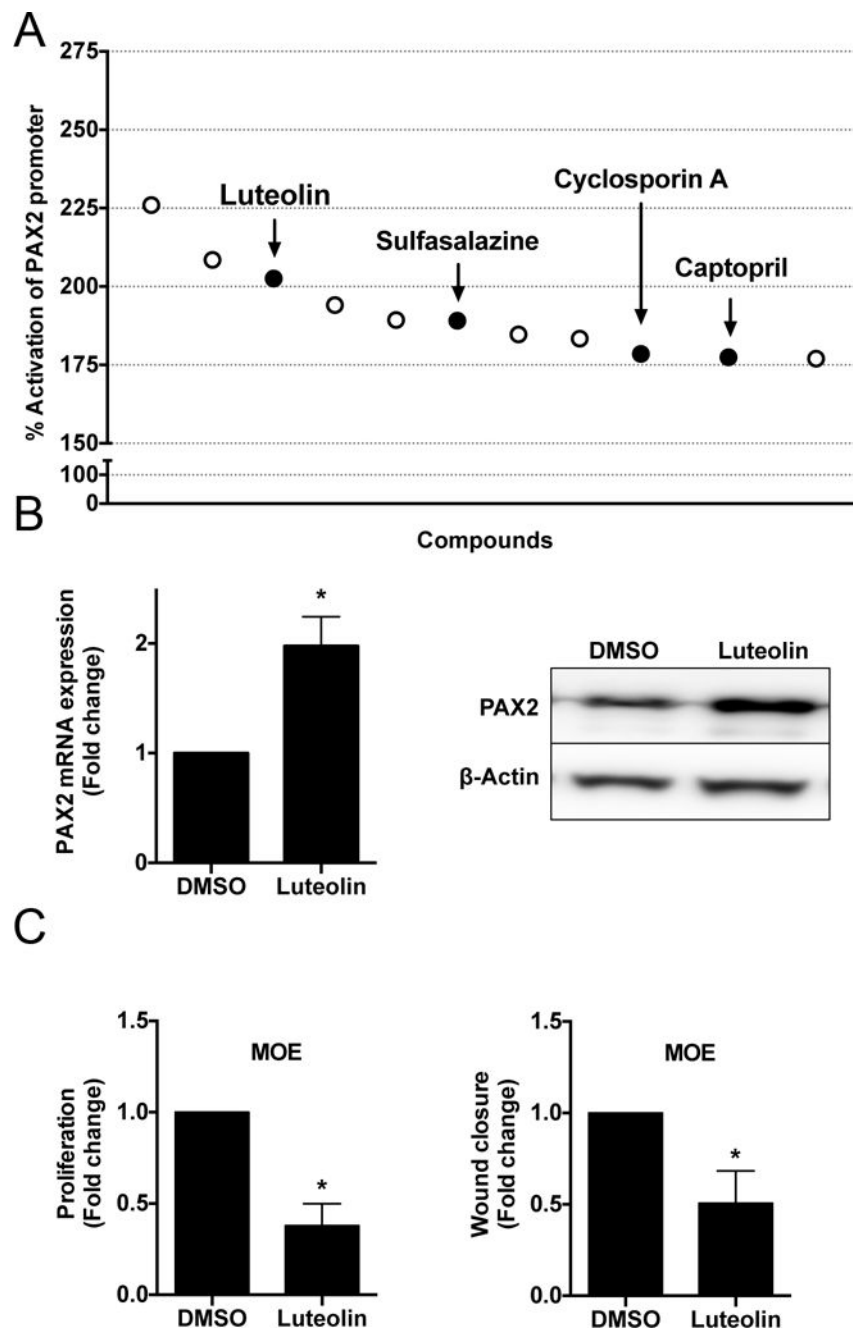 A
% Activation of PAX2 promoter
275
250
225
200
175
150
100
0
Luteolin
Sulfasalazine
Cyclosporin A
Captopril
Compounds
B
PAX2 mRNA expression
(Fold change)
2
1
0
*
DMSO Luteolin
DMSO Luteolin
PAX2
β-Actin
C
Proliferation
(Fold change)
1.5
1.0
0.5
0.0
MOE
*
DMSO Luteolin
Wound closure
(Fold change)
1.5
1.0
0.5
0.0
MOE
*
DMSO Luteolin